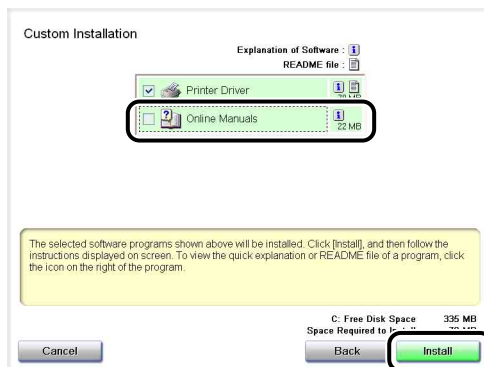 Custom Installation
Explanation of Software :
README file :
Printer Driver
Online Manuals
22 MB
The selected software programs shown above will be installed. Click [Install], and then follow the
instructions displayed on screen. To view the quick explanation or README file of a program, click
the icon on the right of the program.
C: Free Disk Space 335 MB
Space Required to
Cancel
Back
Install